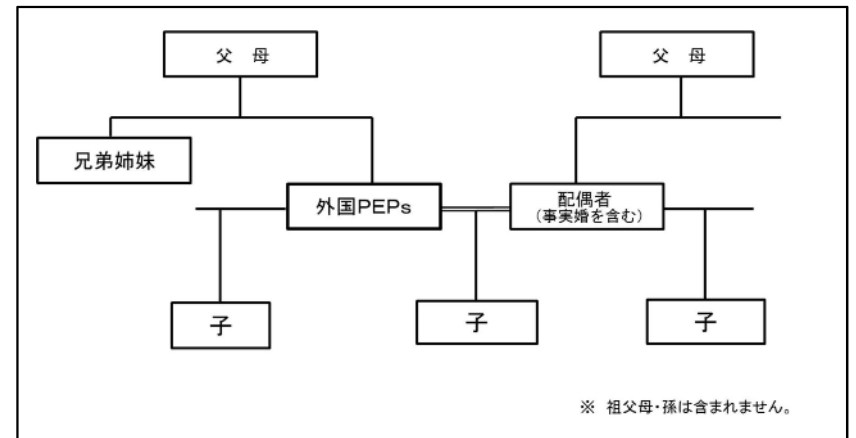 父　母
父　母
兄弟姉妹
外国ＰＥＰｓ
配偶者
（事実婚を含む）
子
子
子
※　祖父母・孫は含まれません。